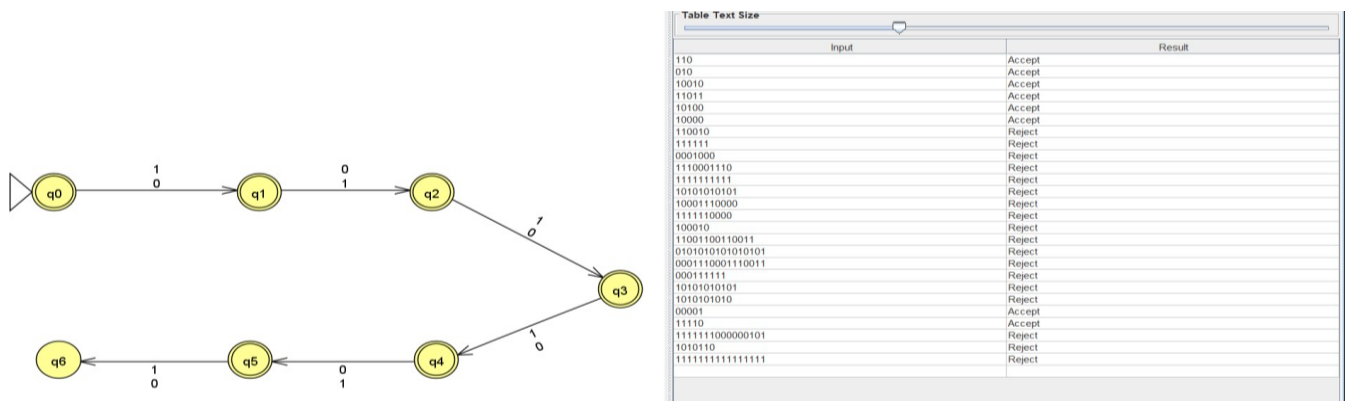 1 0
0 1
q0 q1 q2
1
0
q3
1
0
q6 q5 q4
1 0
0 1
Table Text Size
Input Result
110 Accept
010 Accept
10010 Accept
11011 Accept
10100 Accept
10000 Accept
110010 Reject
111111 Reject
0001000 Reject
1110001110 Reject
1111111111 Reject
10101010101 Reject
10001110000 Reject
1111110000 Reject
100010 Reject
11001100110011 Reject
0101010101010101 Reject
0001110001110011 Reject
000111111 Reject
10101010101 Reject
1010101010 Reject
00001 Accept
11110 Accept
1111111000000101 Reject
1010110 Reject
1111111111111111 Reject